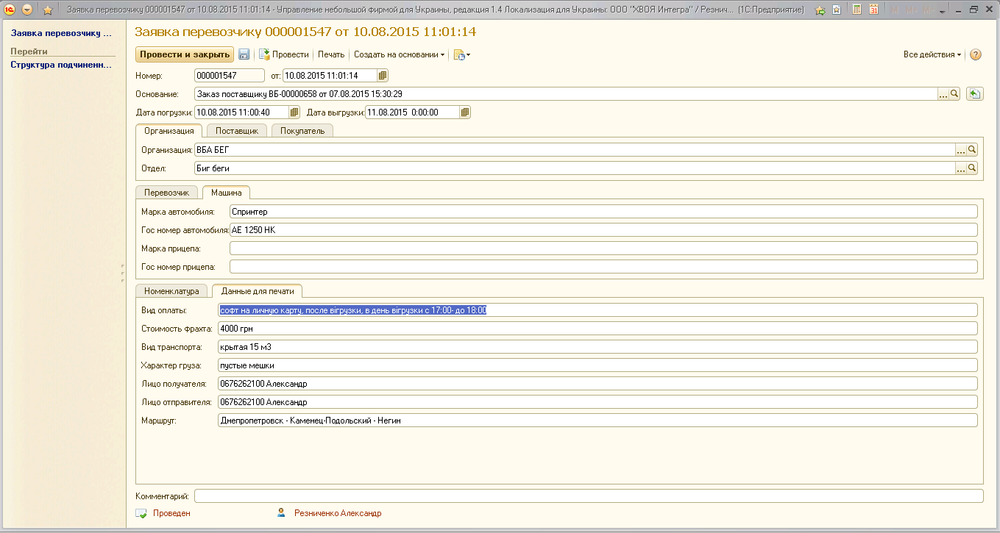 Заявка перевозчику 000001547 от 10.08.2015 11:01:14 - Управление небольшой фирмой для Украины, редакция 1.4 Локализация для Украины: ООО "ХВОЯ Интегра" / Резнич... (1С:Предприятие)
Заявка перевозчику ...
Перейти
Структура подчиненн...
Заявка перевозчику 000001547 от 10.08.2015 11:01:14
Провести и закрыть Провести Печать Создать на основании Все действия
Номер: 000001547 от: 10.08.2015 11:01:14
Основание: Заказ поставщику ВБ-00000658 от 07.08.2015 15:30:29
Дата погрузки: 10.08.2015 11:00:40 Дата выгрузки: 11.08.2015 0:00:00
Организация Поставщик Покупатель
Организация: ВБА БЕГ
Отдел: Биг беги
Перевозчик Машина
Марка автомобиля: Спринтер
Гос номер автомобиля: АЕ 1250 НК
Марка прицепа:
Гос номер прицепа:
Номенклатура Данные для печати
Вид оплаты: софт на личную карту, после вігрузки, в день вігрузки с 17:00- до 18:00
Стоимость фрахта: 4000 грн
Вид транспорта: крытая 15 м3
Характер груза: пустые мешки
Лицо получателя: 0676262100 Александр
Лицо отправителя: 0676262100 Александр
Маршрут: Днепропетровск - Каменец-Подольский - Негин
Комментарий:
Проведен Резниченко Александр